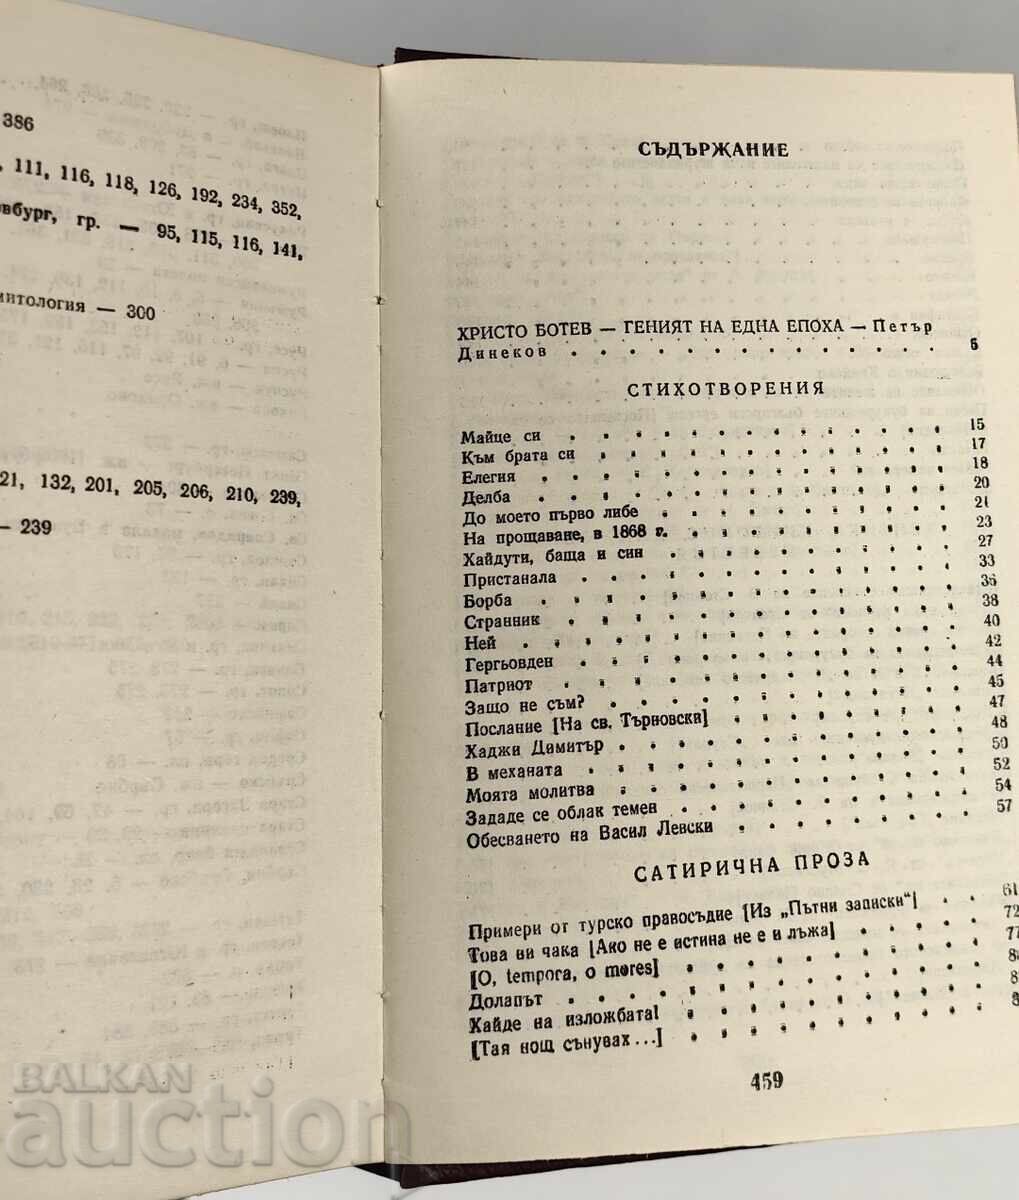 386
, 111, 116, 118, 126, 192, 234, 352,
бург, гр. — 95, 115, 116, 141,
митология — 300
21, 132, 201, 205, 206, 210, 239,
— 239
СЪДЪРЖАНИЕ
ХРИСТО БОТЕВ — ГЕНИЯТ НА ЕДНА ЕПОХА — Петър
Динеков . . . . . . . . . . . . . . . 5
СТИХОТВОРЕНИЯ
Майце си . . . . . . . . . . . . . . 15
Към брата си . . . . . . . . . . . . . 17
Елегия . . . . . . . . . . . . . . . 18
Делба . . . . . . . . . . . . . . . 20
До моето първо либе . . . . . . . . . . . 21
На прощаване, в 1868 г. . . . . . . . . . . 23
Хайдути, баща и син . . . . . . . . . . . 27
Пристанала . . . . . . . . . . . . . 33
Борба . . . . . . . . . . . . . . . 36
Странник . . . . . . . . . . . . . . 38
Ней . . . . . . . . . . . . . . . . 40
Гергьовден . . . . . . . . . . . . . 42
Патриот . . . . . . . . . . . . . . 44
Защо не съм? . . . . . . . . . . . . 45
Послание [На св. Търновски] . . . . . . . . 47
Хаджи Димитър . . . . . . . . . . . . 48
В механата . . . . . . . . . . . . . 50
Моята молитва . . . . . . . . . . . . 52
Зададе се облак темен . . . . . . . . . . 54
Обесването на Васил Левски . . . . . . . . 57
САТИРИЧНА ПРОЗА
Примери от турско правосъдие [Из „Пътни записки“] . . 61
Това ви чака [Ако не е истина не е и лъжа] . . . . 72
[O, tempora, o mores] . . . . . . . . . . 77
Долапът . . . . . . . . . . . . . .
Хайде на изложбата! . . . . . . . . . .
[Тая нощ сънувах...] . . . . . . . . . .
459
BALKAN
auction